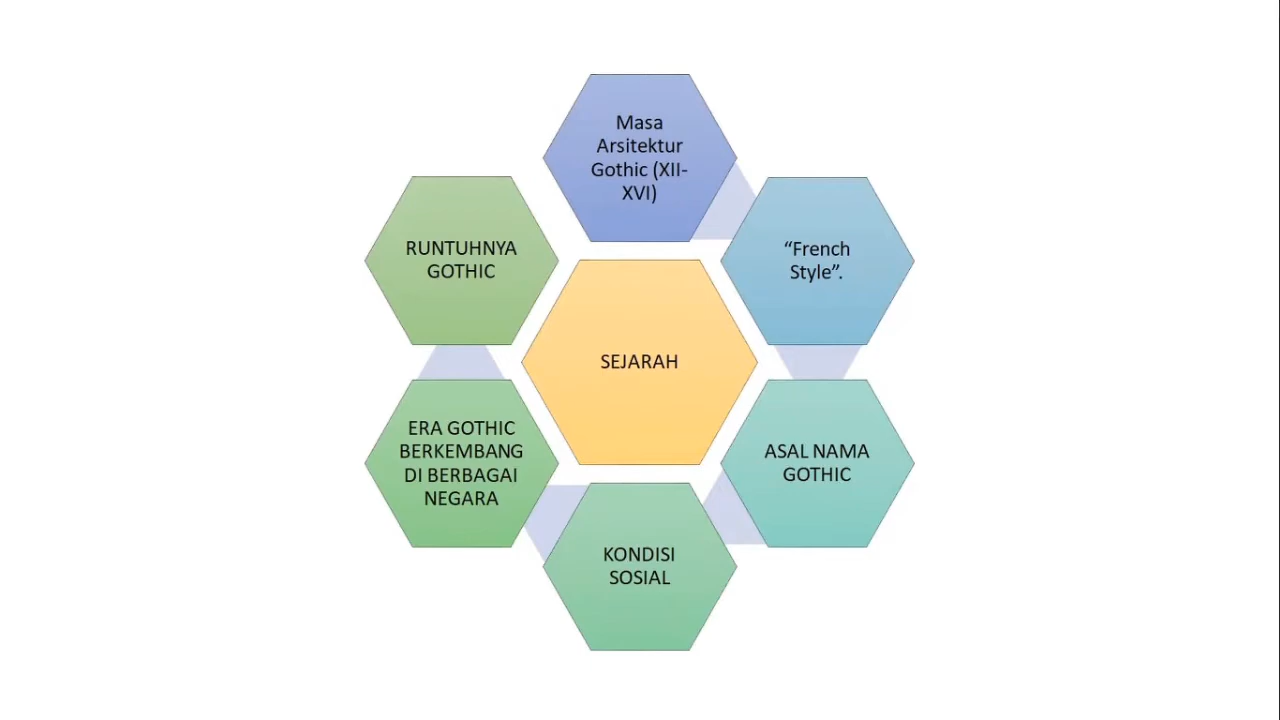 Masa
Arsitektur
Gothic (XII-
XVI)
“French
Style”.
ASAL NAMA
GOTHIC
KONDISI
SOSIAL
ERA GOTHIC
BERKEMBANG
DI BERBAGAI
NEGARA
RUNTUHNYA
GOTHIC
SEJARAH